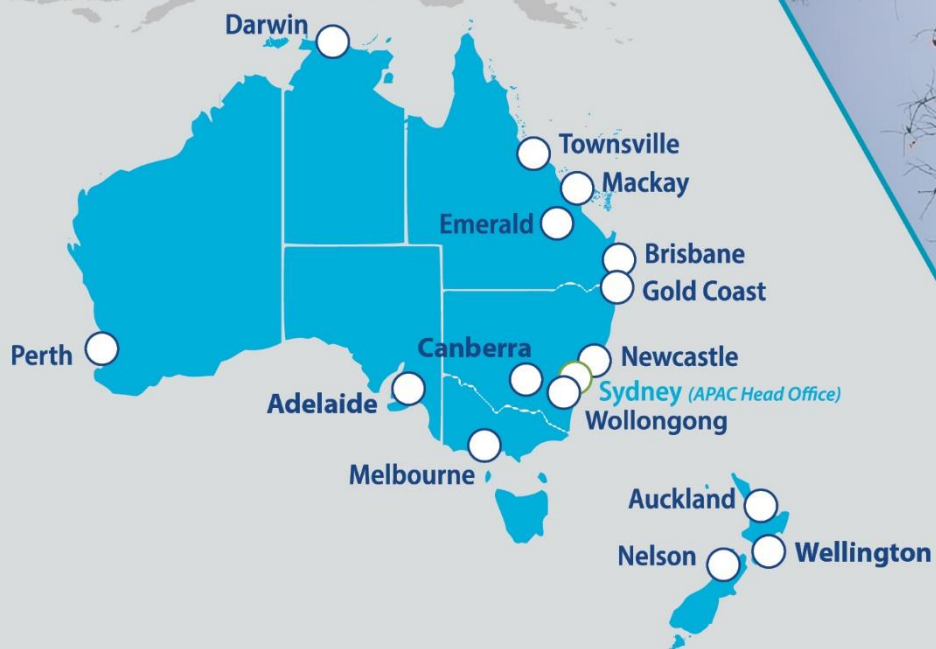 Darwin
Townsville
Mackay
Emerald
Brisbane
Gold Coast
Perth
Canberra
Newcastle
Sydney (APAC Head Office)
Adelaide
Wollongong
Melbourne
Auckland
Nelson
Wellington